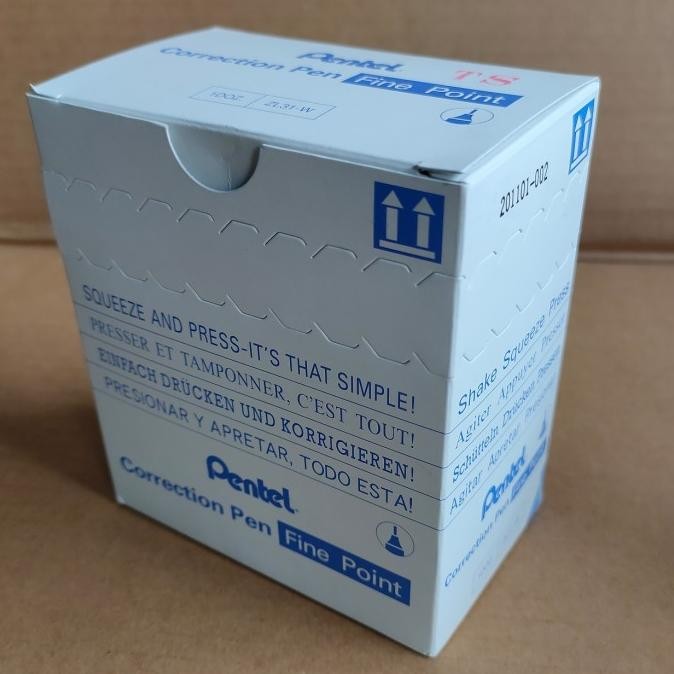 Pentel
TS
Correction Pen Fine Point
1DOZ. ZL31-W
201101-002
SQUEEZE AND PRESS-IT'S THAT SIMPLE!
PRESSER ET TAMPONNER, C'EST TOUT!
EINFACH DRÜCKEN UND KORRIGIEREN!
PRESIONAR Y APRETAR, TODO ESTA!
Pentel
Correction Pen Fine Point
Shake Squeeze Press
Agiter Appuyer Presser
Schütteln Drücken Pressen
Agitar Apretar Presionar
Pentel
Correction Pen